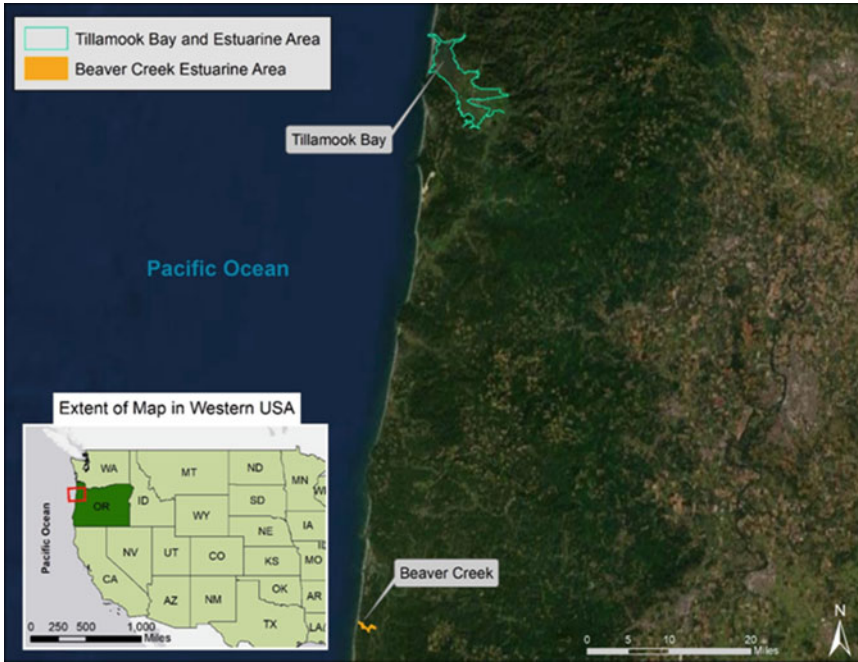 Tillamook Bay and Estuarine Area
Beaver Creek Estuarine Area
Tillamook Bay
Pacific Ocean
Extent of Map in Western USA
WA
MT
ND
MN
OR
ID
SD
WI
WY
NE
IA
NV
UT
CO
KS
MO
CA
OK
AR
AZ
NM
TX
LA
Pacific Ocean
0 250 500 1,000
Miles
Beaver Creek
N
0 5 10 20
Miles